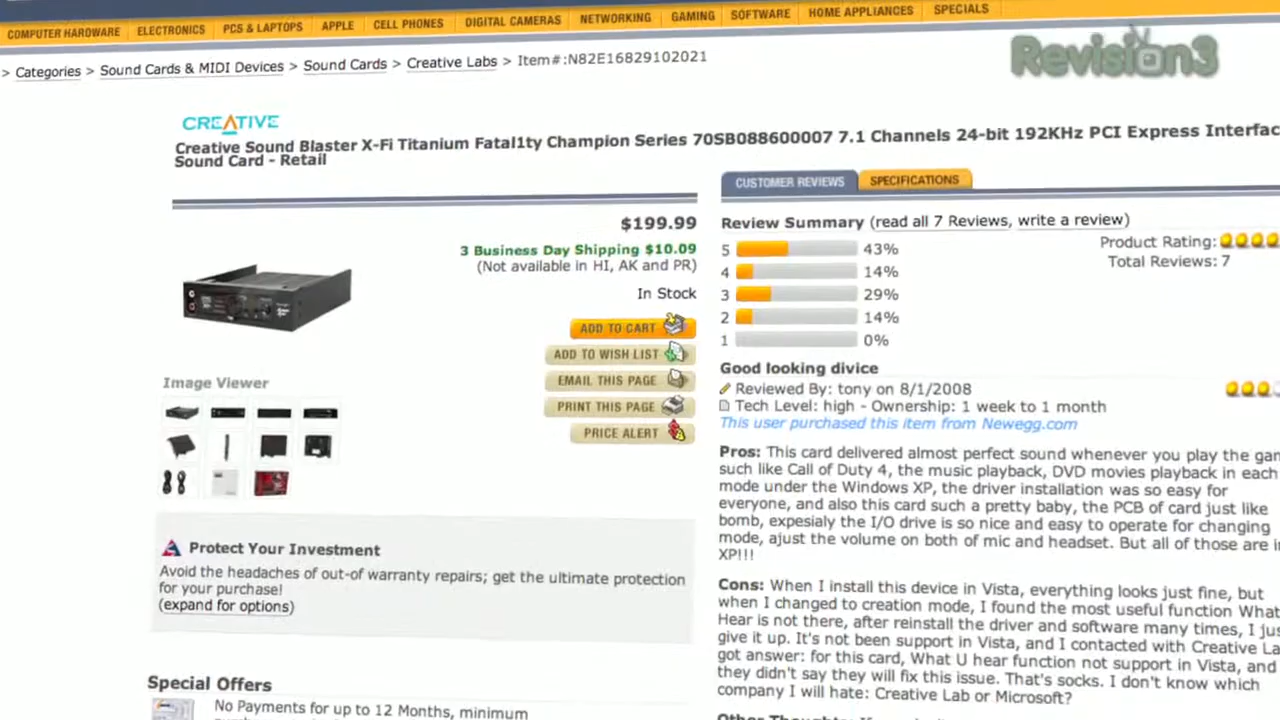 COMPUTER HARDWARE ELECTRONICS PCS & LAPTOPS APPLE CELL PHONES DIGITAL CAMERAS NETWORKING GAMING SOFTWARE HOME APPLIANCES SPECIALS
Revision3
> Categories > Sound Cards & MIDI Devices > Sound Cards > Creative Labs > Item#:N82E16829102021
CREATIVE
Creative Sound Blaster X-Fi Titanium Fatal1ty Champion Series 70SB088600007 7.1 Channels 24-bit 192KHz PCI Express Interfac
Sound Card - Retail
$199.99
3 Business Day Shipping $10.09
(Not available in HI, AK and PR)
In Stock
ADD TO CART
ADD TO WISH LIST
EMAIL THIS PAGE
PRINT THIS PAGE
PRICE ALERT
Image Viewer
Protect Your Investment
Avoid the headaches of out-of warranty repairs; get the ultimate protection
for your purchase!
(expand for options)
Special Offers
No Payments for up to 12 Months, minimum
CUSTOMER REVIEWS SPECIFICATIONS
Review Summary (read all 7 Reviews, write a review)
Product Rating:
Total Reviews: 7
5 43%
4 14%
3 29%
2 14%
1 0%
Good looking divice
Reviewed By: tony on 8/1/2008
Tech Level: high - Ownership: 1 week to 1 month
This user purchased this item from Newegg.com
Pros: This card delivered almost perfect sound whenever you play the gam
such like Call of Duty 4, the music playback, DVD movies playback in each
mode under the Windows XP, the driver installation was so easy for
everyone, and also this card such a pretty baby, the PCB of card just like
bomb, expesialy the I/O drive is so nice and easy to operate for changing
mode, ajust the volume on both of mic and headset. But all of those are in
XP!!!
Cons: When I install this device in Vista, everything looks just fine, but
when I changed to creation mode, I found the most useful function What
Hear is not there, after reinstall the driver and software many times, I jus
give it up. It's not been support in Vista, and I contacted with Creative La
got answer: for this card, What U hear function not support in Vista, and
they didn't say they will fix this issue. That's socks. I don't know which
company I will hate: Creative Lab or Microsoft?